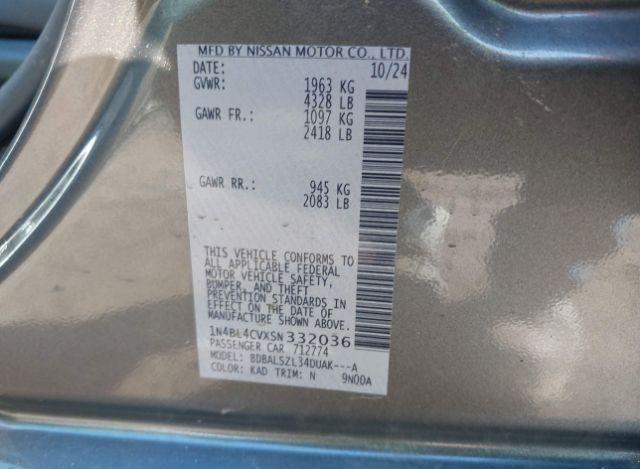 MFD BY NISSAN MOTOR CO., LTD.
DATE: 10/24
GVWR: 1963 KG
4328 LB
GAWR FR.: 1097 KG
2418 LB
GAWR RR.: 945 KG
2083 LB
THIS VEHICLE CONFORMS TO
ALL APPLICABLE FEDERAL
MOTOR VEHICLE SAFETY,
BUMPER, AND THEFT
PREVENTION STANDARDS IN
EFFECT ON THE DATE OF
MANUFACTURE SHOWN ABOVE.
1N4BL4CVXSN332036
PASSENGER CAR 712774
MODEL: BDBALSZL34DUAK---A
COLOR: KAD TRIM: N 9N00A